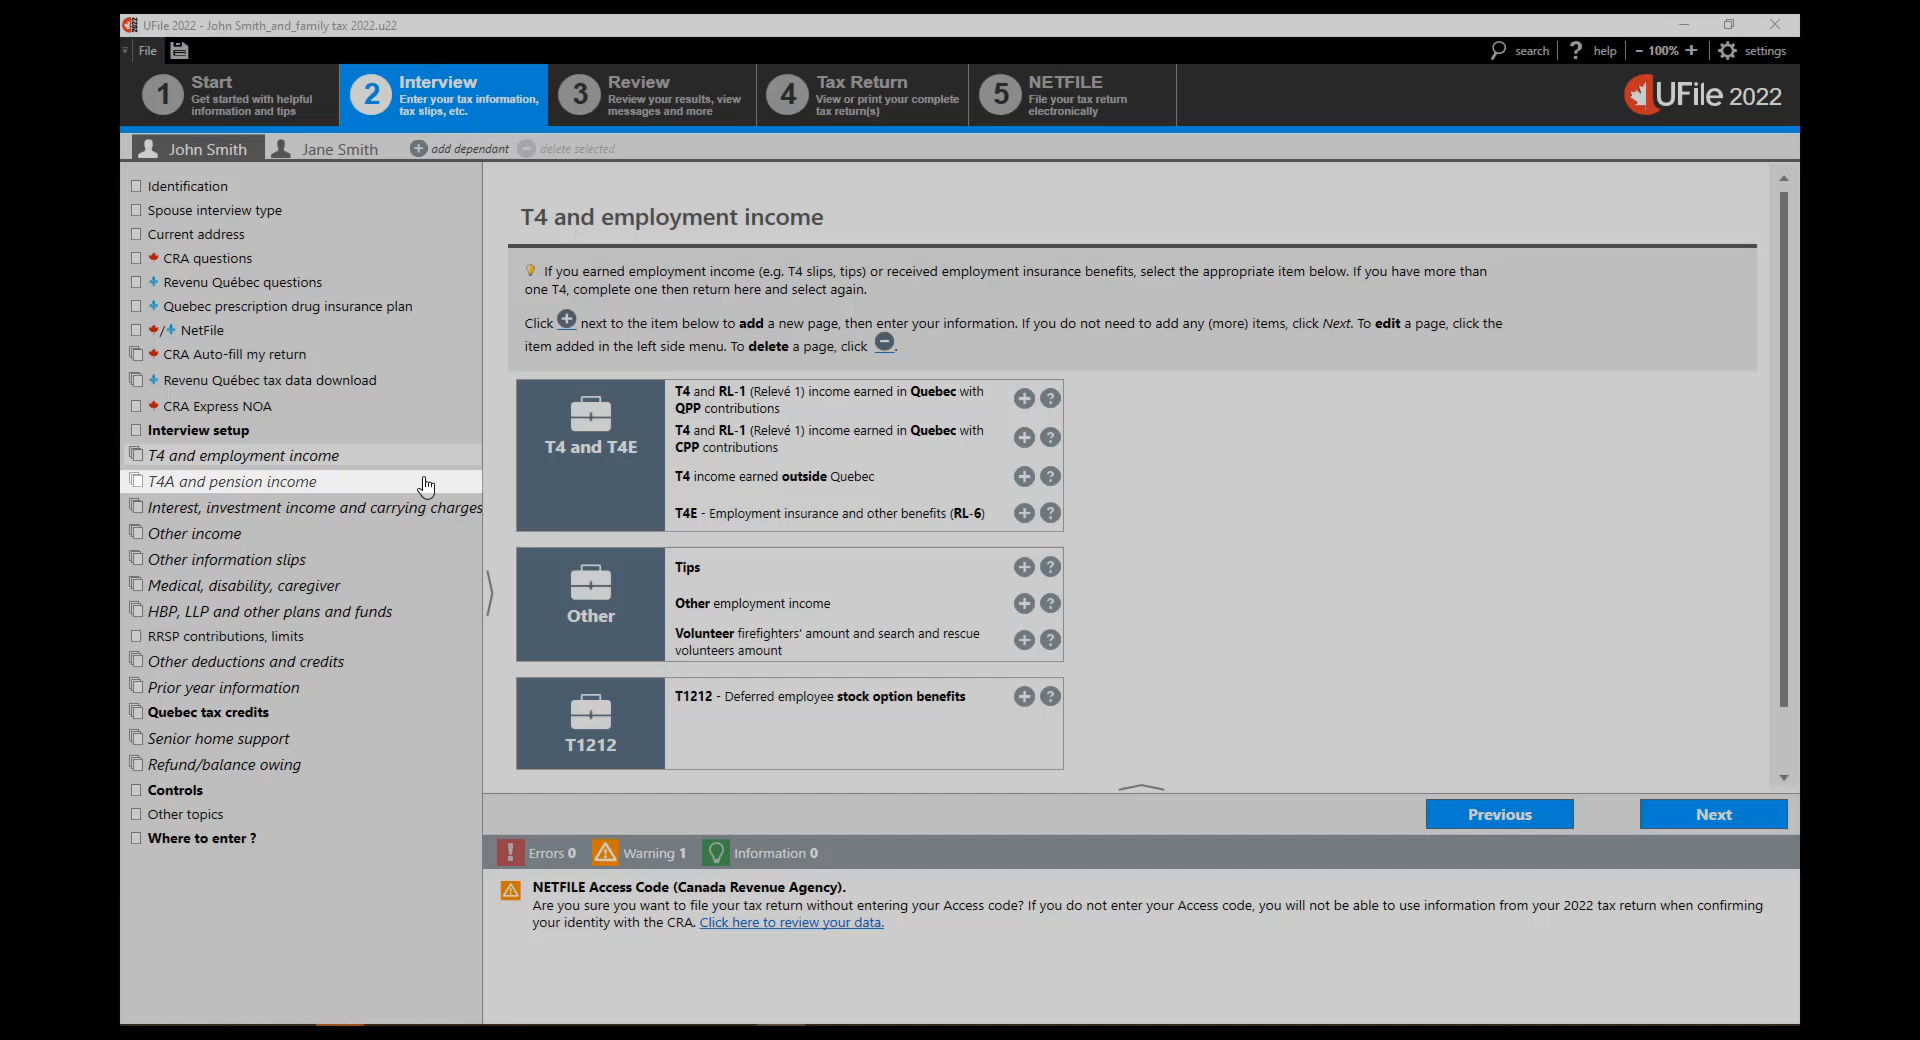 UFile 2022 - John Smith_and_family tax 2022.u22
File
search
help
- 100% +
settings
1
Start
Get started with helpful
information and tips
2
Interview
Enter your tax information,
tax slips, etc.
3
Review
Review your results, view
messages and more
4
Tax Return
View or print your complete
tax return(s)
5
NETFILE
File your tax return
electronically
UFile 2022
John Smith
Jane Smith
add dependant
delete selected
Identification
Spouse interview type
Current address
CRA questions
Revenu Québec questions
Quebec prescription drug insurance plan
/ NetFile
CRA Auto-fill my return
Revenu Québec tax data download
CRA Express NOA
Interview setup
T4 and employment income
T4A and pension income
Interest, investment income and carrying charges
Other income
Other information slips
Medical, disability, caregiver
HBP, LLP and other plans and funds
RRSP contributions, limits
Other deductions and credits
Prior year information
Quebec tax credits
Senior home support
Refund/balance owing
Controls
Other topics
Where to enter ?
T4 and employment income
If you earned employment income (e.g. T4 slips, tips) or received employment insurance benefits, select the appropriate item below. If you have more than
one T4, complete one then return here and select again.
Click next to the item below to add a new page, then enter your information. If you do not need to add any (more) items, click Next. To edit a page, click the
item added in the left side menu. To delete a page, click .
T4 and T4E
T4 and RL-1 (Relevé 1) income earned in Quebec with
QPP contributions
T4 and RL-1 (Relevé 1) income earned in Quebec with
CPP contributions
T4 income earned outside Quebec
T4E - Employment insurance and other benefits (RL-6)
Other
Tips
Other employment income
Volunteer firefighters' amount and search and rescue
volunteers amount
T1212
T1212 - Deferred employee stock option benefits
Previous
Next
Errors 0
Warning 1
Information 0
NETFILE Access Code (Canada Revenue Agency).
Are you sure you want to file your tax return without entering your Access code? If you do not enter your Access code, you will not be able to use information from your 2022 tax return when confirming
your identity with the CRA. Click here to review your data.